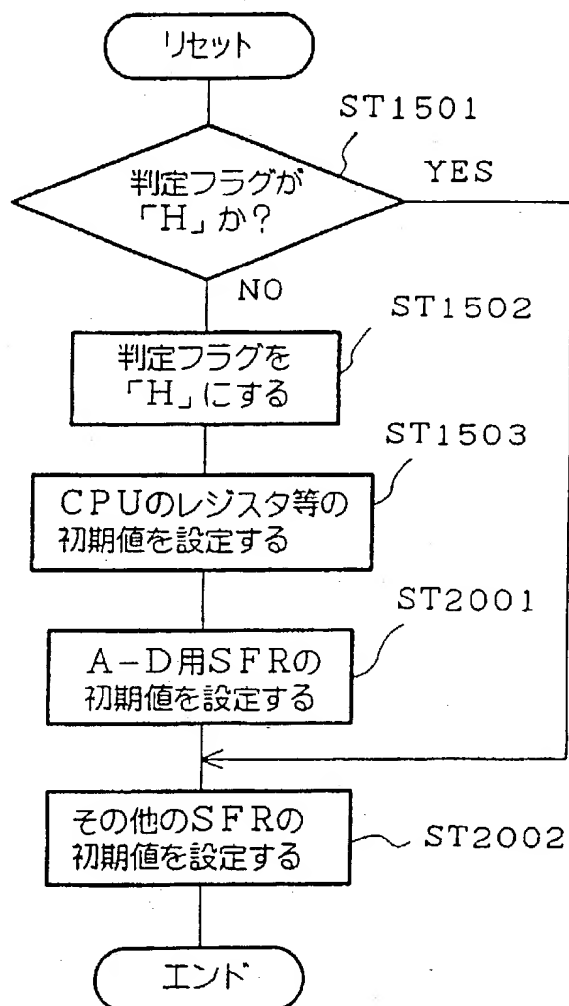 リセット
ST1501
判定フラグが
「H」か?
YES
NO
ST1502
判定フラグを
「H」にする
ST1503
CPUのレジスタ等の
初期値を設定する
ST2001
A-D用SFRの
初期値を設定する
その他のSFRの
初期値を設定する
ST2002
エンド